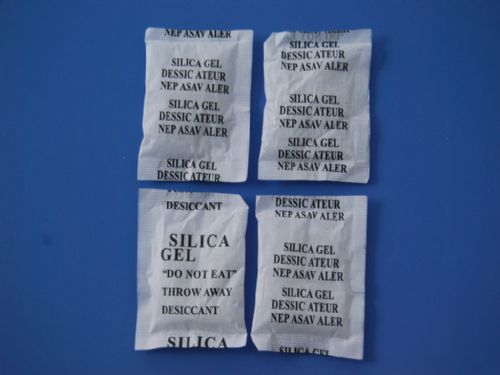 NEP ASAV ALER
SILICA GEL
DESSIC ATEUR
NEP ASAV ALER
SILICA GEL
DESSIC ATEUR
NEP ASAV ALER
SILICA GEL
DESSIC ATEUR
SILICA GEL
DESSIC ATEUR
NEP ASAV ALER
SILICA GEL
DESSIC ATEUR
NEP ASAV ALER
SILICA GEL
DESSIC ATEUR
NEP ASAV ALER
DESICCANT
SILICA
GEL
"DO NOT EAT"
THROW AWAY
DESICCANT
SILICA
DESSIC ATEUR
NEP ASAV ALER
SILICA GEL
DESSIC ATEUR
NEP ASAV ALER
SILICA GEL
DESSIC ATEUR
NEP ASAV ALER
SILICA GEL